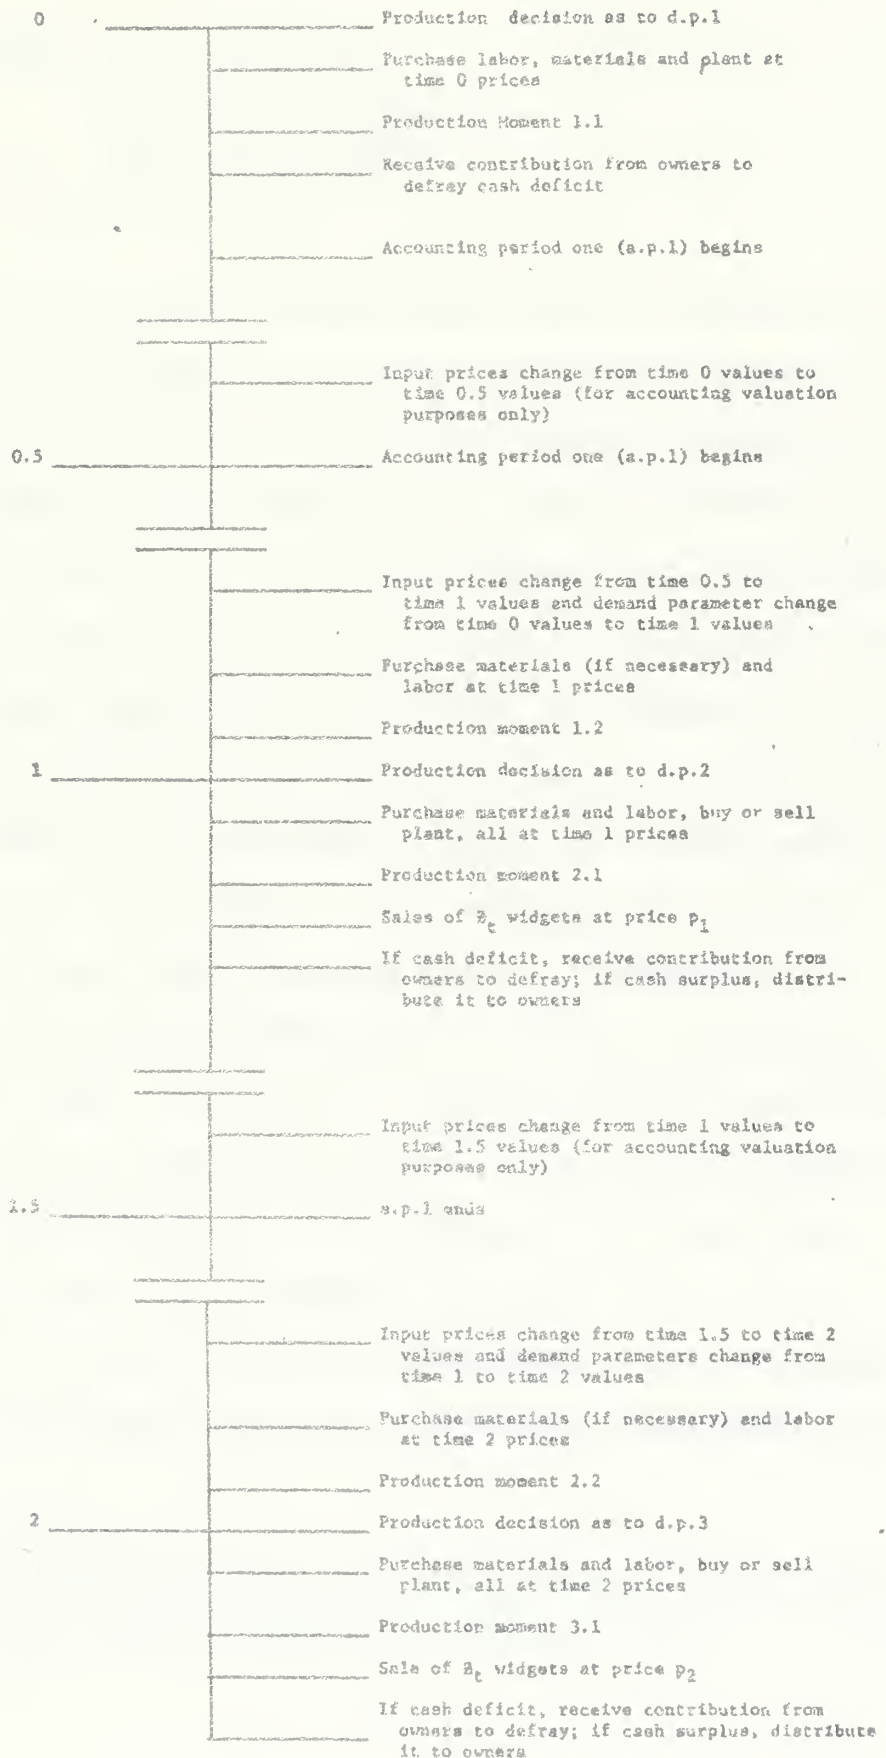 0 Production decision as to d.p.1
Purchase labor, materials and plant at
time 0 prices
Production Moment 1.1
Receive contribution from owners to
defray cash deficit
Accounting period one (a.p.1) begins
Input prices change from time 0 values to
time 0.5 values (for accounting valuation
purposes only)
0.5 Accounting period one (a.p.1) begins
Input prices change from time 0.5 to
time 1 values and demand parameter change
from time 0 values to time 1 values
Purchase materials (if necessary) and
labor at time 1 prices
Production moment 1.2
1 Production decision as to d.p.2
Purchase materials and labor, buy or sell
plant, all at time 1 prices
Production moment 2.1
Sales of Z_t widgets at price p_1
If cash deficit, receive contribution from
owners to defray; if cash surplus, distri-
bute it to owners
Input prices change from time 1 values to
time 1.5 values (for accounting valuation
purposes only)
1.5 a.p.1 ends
Input prices change from time 1.5 to time 2
values and demand parameters change from
time 1 to time 2 values
Purchase materials (if necessary) and labor
at time 2 prices
Production moment 2.2
2 Production decision as to d.p.3
Purchase materials and labor, buy or sell
plant, all at time 2 prices
Production moment 3.1
Sale of Z_t widgets at price p_2
If cash deficit, receive contribution from
owners to defray; if cash surplus, distribute
it to owners